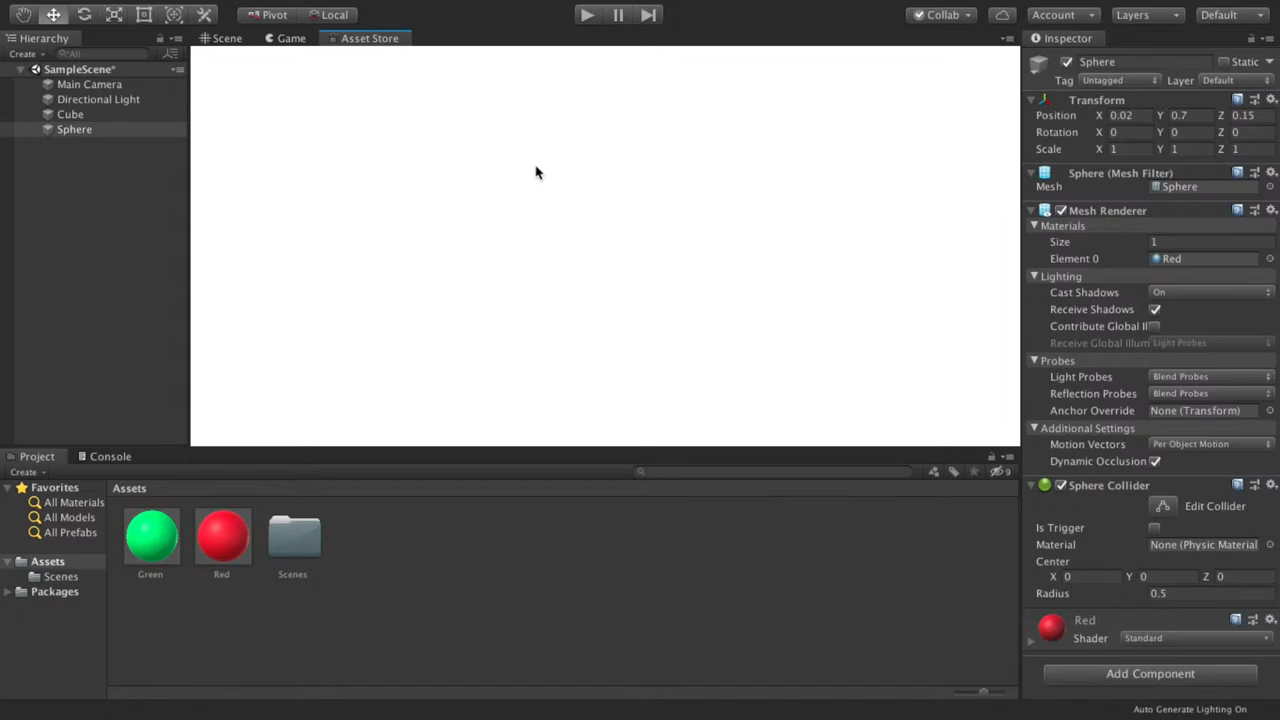 Pivot Local Collab Account Layers Default
Hierarchy
Create All
SampleScene*
Main Camera
Directional Light
Cube
Sphere
Scene Game Asset Store
Inspector
Sphere Static
Tag Untagged Layer Default
Transform
Position X 0.02 Y 0.7 Z 0.15
Rotation X 0 Y 0 Z 0
Scale X 1 Y 1 Z 1
Sphere (Mesh Filter)
Mesh Sphere
Mesh Renderer
Materials
Size 1
Element 0 Red
Lighting
Cast Shadows On
Receive Shadows
Contribute Global Il
Receive Global Illum Light Probes
Probes
Light Probes Blend Probes
Reflection Probes Blend Probes
Anchor Override None (Transform)
Additional Settings
Motion Vectors Per Object Motion
Dynamic Occlusion
Sphere Collider
Edit Collider
Is Trigger
Material None (Physic Material
Center
X 0 Y 0 Z 0
Radius 0.5
Red
Shader Standard
Add Component
Auto Generate Lighting On
Project Console
Create
9
Favorites
All Materials
All Models
All Prefabs
Assets
Scenes
Packages
Assets
Green Red Scenes